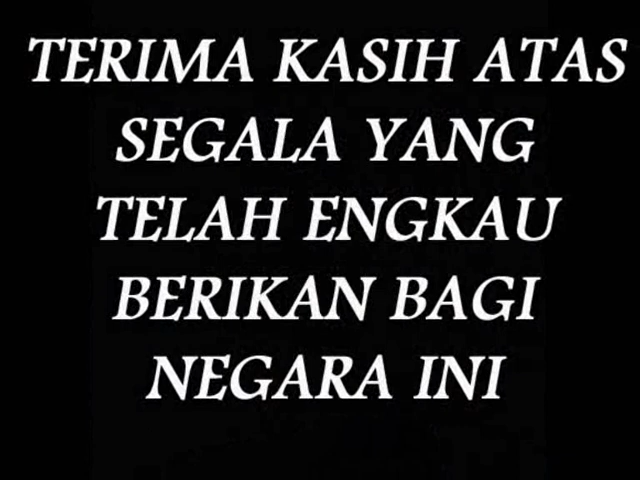 TERIMA KASIH ATAS
SEGALA YANG
TELAH ENGKAU
BERIKAN BAGI
NEGARA INI